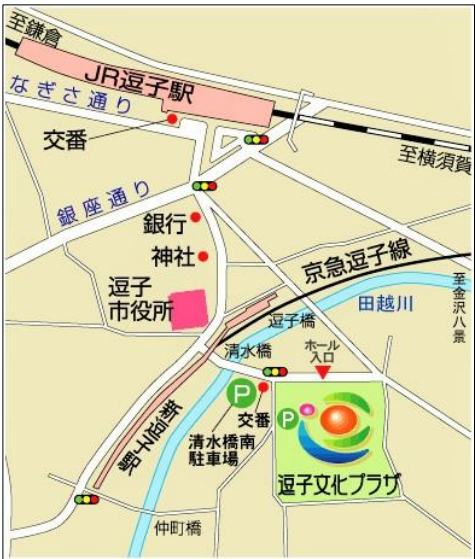 至鎌倉
JR逗子駅
なぎさ通り
交番
至横須賀
銀座通り
銀行
神社
京急逗子線
逗子
市役所
田越川
至金沢八景
逗子橋
清水橋
ホール
入口
P
交番
清水橋南
駐車場
P
新逗子駅
逗子文化プラザ
仲町橋